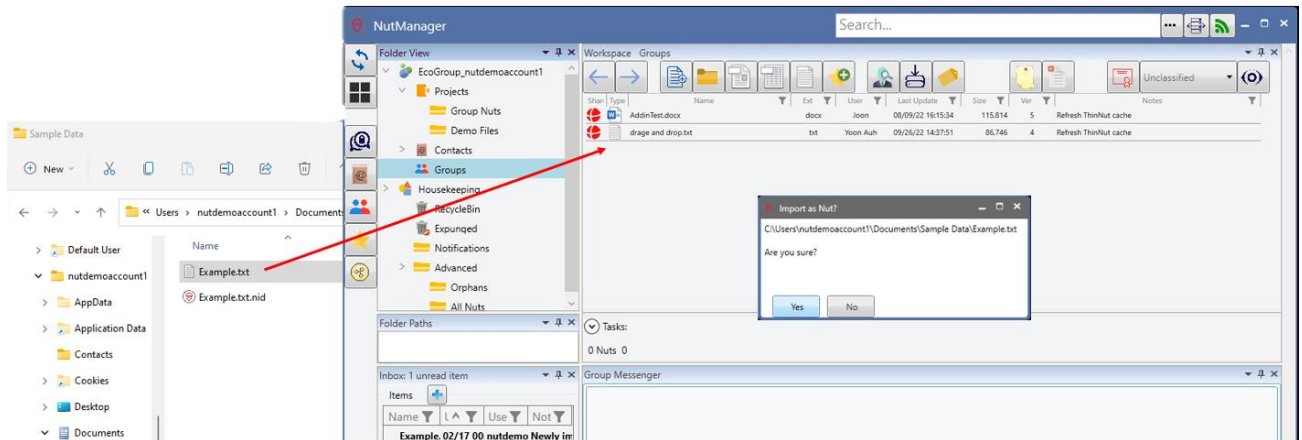 Sample Data
New
Users > nutdemoaccount1 > Document
Name
Default User
nutdemoaccount1
AppData
Application Data
Contacts
Cookies
Desktop
Documents
Example.txt
Example.txt.nid
NutManager
Search...
Folder View
EcoGroup_nutdemoaccount1
Projects
Group Nuts
Demo Files
Contacts
Groups
Housekeeping
RecycleBin
Expunged
Notifications
Advanced
Orphans
All Nuts
Folder Paths
Inbox: 1 unread item
Items
Name Use Not
Example. 02/17 00 nutdemo Newly im
Workspace Groups
Unclassified
Shan Type Name Ext User Last Update Size Ver Notes
AddinTest.docx docx Joon 08/09/22 16:15:34 115,814 5 Refresh ThinNut cache
drage and drop.txt txt Yoon Auh 09/26/22 14:37:51 86,746 4 Refresh ThinNut cache
Import as Nut?
C:\Users\nutdemoaccount1\Documents\Sample Data\Example.txt
Are you sure?
Yes No
Tasks:
0 Nuts 0
Group Messenger